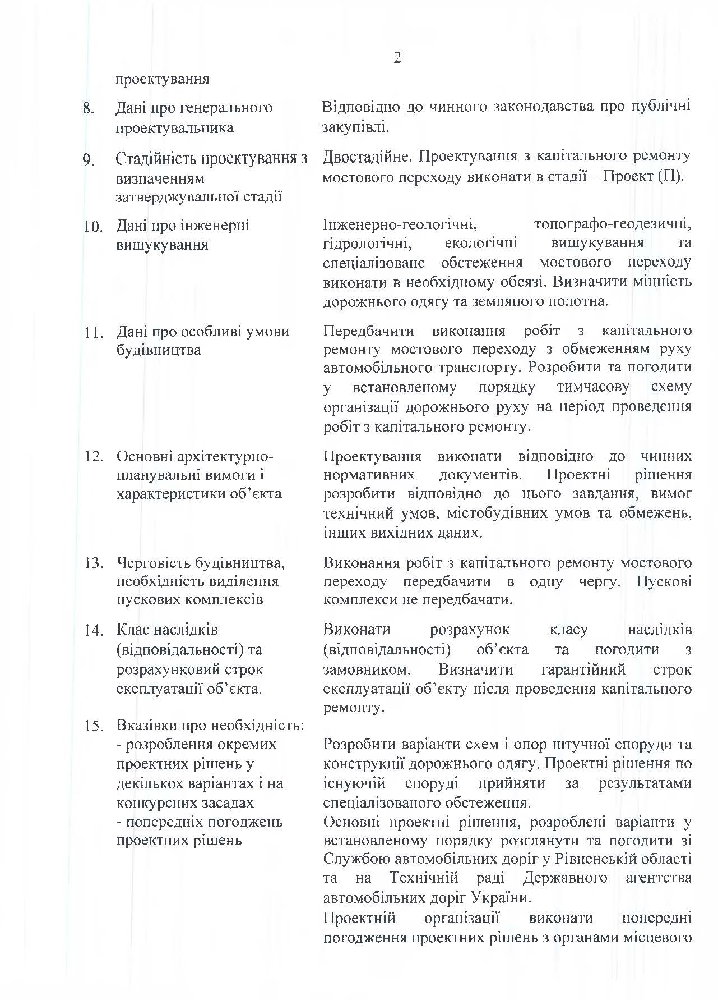 2
проектування
8. Дані про генерального
проектувальника
Відповідно до чинного законодавства про публічні
закупівлі.
9. Стадійність проектування з
визначенням
затверджувальної стадії
Двостадійне. Проектування з капітального ремонту
мостового переходу виконати в стадії – Проект (П).
10. Дані про інженерні
вишукування
Інженерно-геологічні, топографо-геодезичні,
гідрологічні, екологічні вишукування та
спеціалізоване обстеження мостового переходу
виконати в необхідному обсязі. Визначити міцність
дорожнього одягу та земляного полотна.
11. Дані про особливі умови
будівництва
Передбачити виконання робіт з капітального
ремонту мостового переходу з обмеженням руху
автомобільного транспорту. Розробити та погодити
у встановленому порядку тимчасову схему
організації дорожнього руху на період проведення
робіт з капітального ремонту.
12. Основні архітектурно-
планувальні вимоги і
характеристики об’єкта
Проектування виконати відповідно до чинних
нормативних документів. Проектні рішення
розробити відповідно до цього завдання, вимог
технічний умов, містобудівних умов та обмежень,
інших вихідних даних.
13. Черговість будівництва,
необхідність виділення
пускових комплексів
Виконання робіт з капітального ремонту мостового
переходу передбачити в одну чергу. Пускові
комплекси не передбачати.
14. Клас наслідків
(відповідальності) та
розрахунковий строк
експлуатації об’єкта.
Виконати розрахунок класу наслідків
(відповідальності) об’єкта та погодити з
замовником. Визначити гарантійний строк
експлуатації об’єкту після проведення капітального
ремонту.
15. Вказівки про необхідність:
- розроблення окремих
проектних рішень у
декількох варіантах і на
конкурсних засадах
Розробити варіанти схем і опор штучної споруди та
конструкції дорожнього одягу. Проектні рішення по
існуючій споруді прийняти за результатами
спеціалізованого обстеження.
- попередніх погоджень
проектних рішень
Основні проектні рішення, розроблені варіанти у
встановленому порядку розглянути та погодити зі
Службою автомобільних доріг у Рівненській області
та на Технічній раді Державного агентства
автомобільних доріг України.
Проектній організації виконати попередні
погодження проектних рішень з органами місцевого